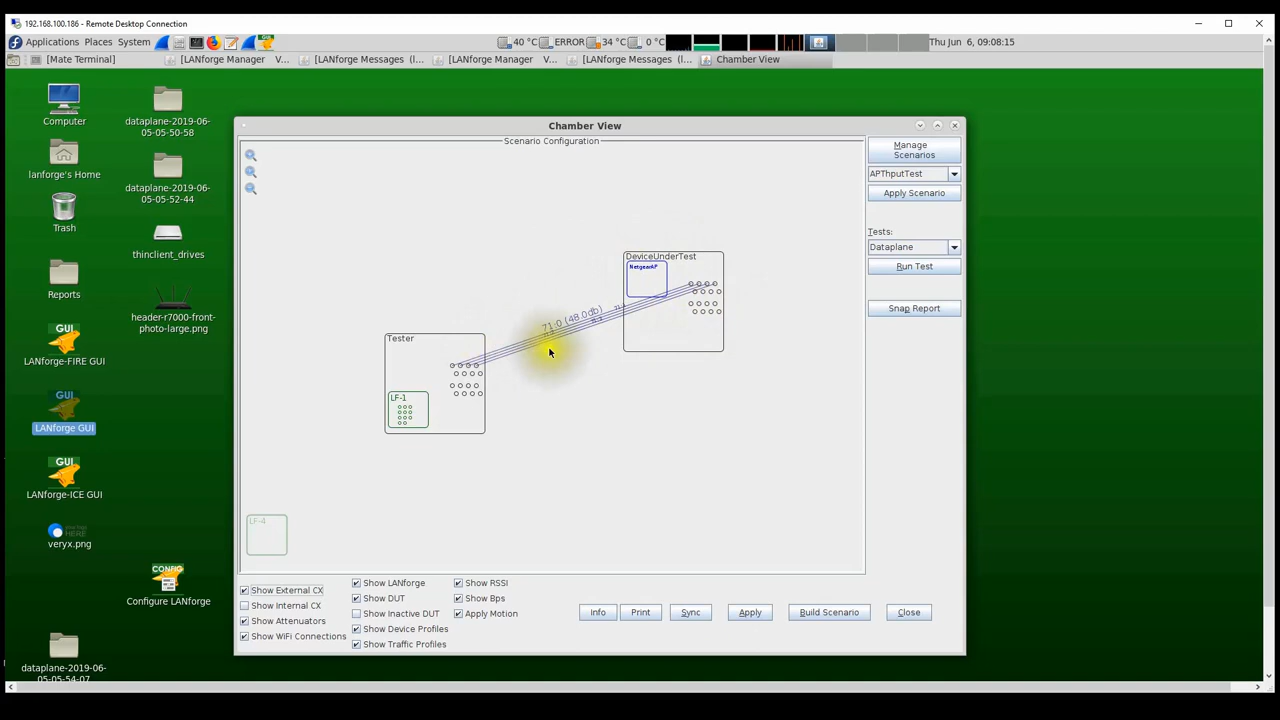 192.168.100.186 - Remote Desktop Connection
Applications Places System
40 °C ERROR 34 °C 0 °C
Thu Jun 6, 09:08:15
[Mate Terminal]
[LANforge Manager V...
[LANforge Messages (l...
[LANforge Manager V...
[LANforge Messages (l...
Chamber View
Computer
lanforge's Home
Trash
Reports
GUI
LANforge-FIRE GUI
GUI
LANforge GUI
GUI
LANforge-ICE GUI
veryx.png
dataplane-2019-06-
05-05-54-07
dataplane-2019-06-
05-05-50-58
dataplane-2019-06-
05-05-52-44
thinclient_drives
header-r7000-front-
photo-large.png
CONFIG
Configure LANforge
Chamber View
Scenario Configuration
DeviceUnderTest
NetgearAP
71.0 (48.0db)
Tester
LF-1
LF-4
Manage
Scenarios
APThputTest
Apply Scenario
Tests:
Dataplane
Run Test
Snap Report
Show External CX
Show Internal CX
Show Attenuators
Show WiFi Connections
Show LANforge
Show DUT
Show Inactive DUT
Show Device Profiles
Show Traffic Profiles
Show RSSI
Show Bps
Apply Motion
Info
Print
Sync
Apply
Build Scenario
Close